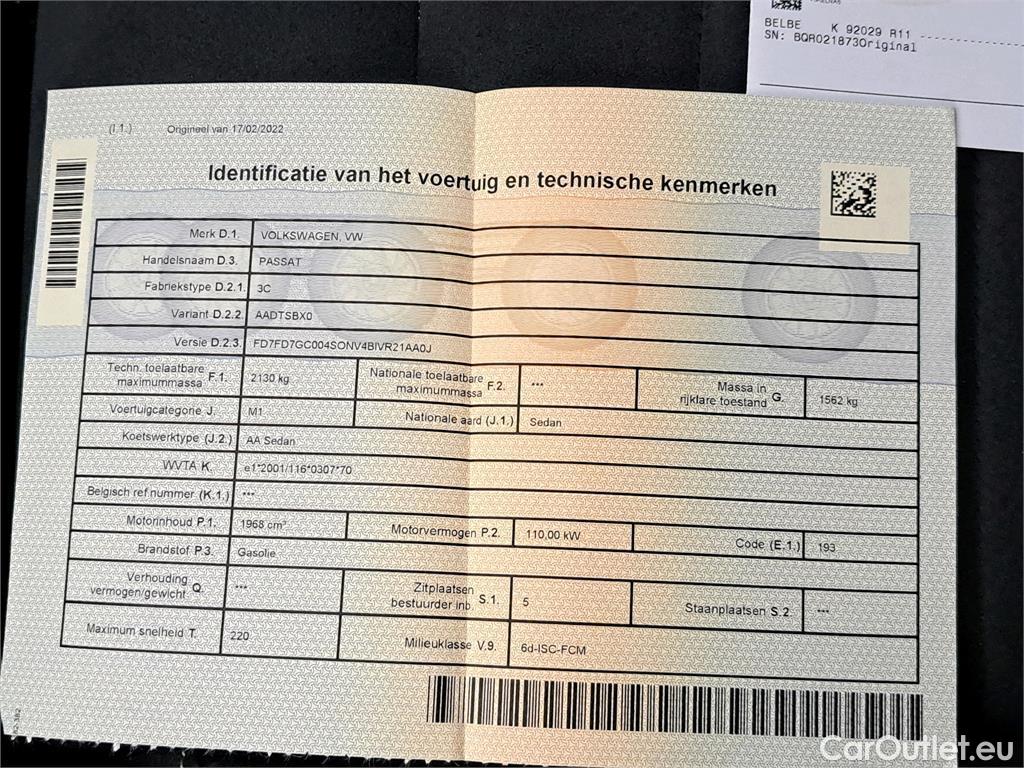 BELBE K 92029 R11
SN: BQR021873Original
(I.1.) Origineel van 17/02/2022
Identificatie van het voertuig en technische kenmerken
Merk D.1. VOLKSWAGEN, VW
Handelsnaam D.3. PASSAT
Fabriekstype D.2.1. 3C
Variant D.2.2. AADTSBX0
Versie D.2.3. FD7FD7GC004SONV4BIVR21AA0J
Techn. toelaatbare maximummassa F.1. 2130 kg Nationale toelaatbare maximummassa F.2. *** Massa in rijklare toestand G. 1562 kg
Voertuigcategorie J. M1 Nationale aard (J.1.) Sedan
Koetswerktype (J.2.) AA Sedan
WVTA K. e1*2001/116*0307*70
Belgisch ref.nummer (K.1.) ***
Motorinhoud P.1. 1968 cm³ Motorvermogen P.2. 110,00 kW Code (E.1.) 193
Brandstof P.3. Gasolie
Verhouding vermogen/gewicht Q. *** Zitplaatsen bestuurder inb. S.1. 5 Staanplaatsen S.2. ***
Maximum snelheid T. 220 Milieuklasse V.9. 6d-ISC-FCM
CarOutlet.eu